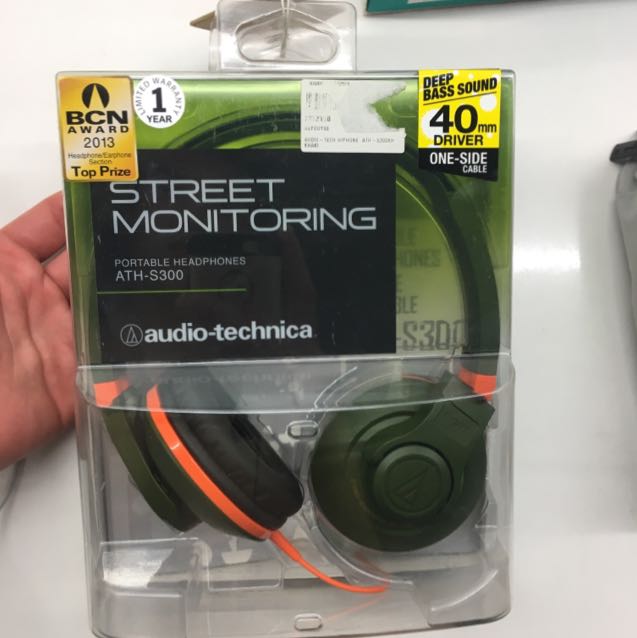 BCN
AWARD
2013
Headphone/Earphone
Section
Top Prize
LIMITED WARRANTY
1
YEAR
DEEP
BASS SOUND
40mm
DRIVER
ONE-SIDE
CABLE
STREET
MONITORING
PORTABLE HEADPHONES
ATH-S300
audio-technica